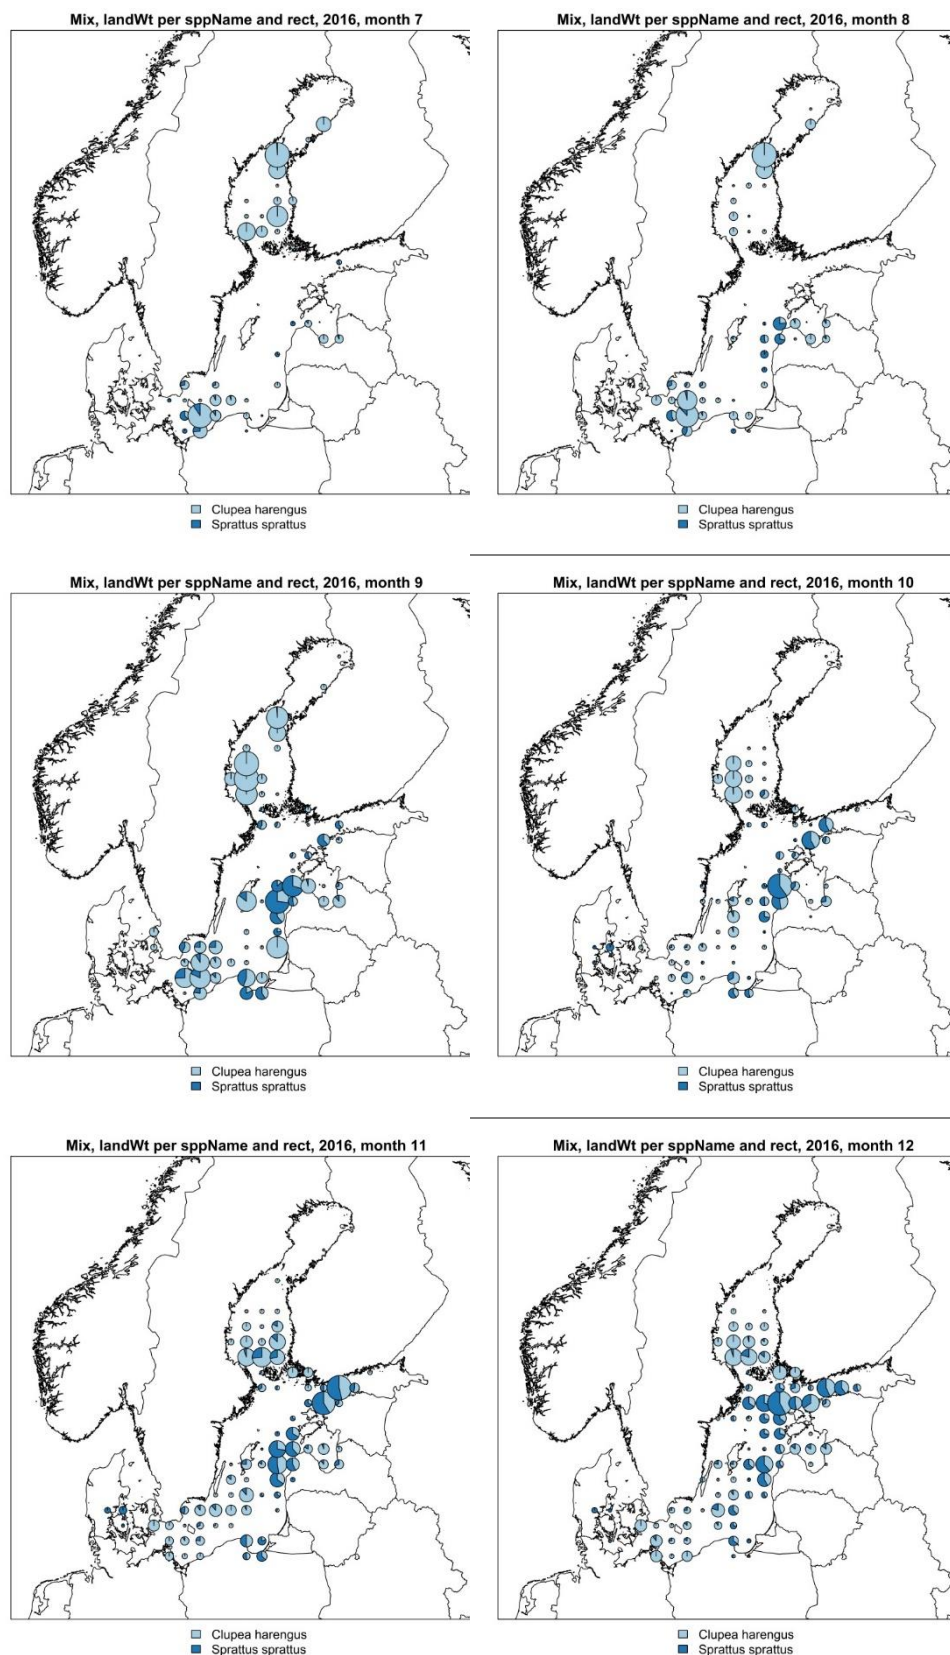 Mix, landWt per sppName and rect, 2016, month 7
Clupea harengus
Sprattus sprattus
Mix, landWt per sppName and rect, 2016, month 8
Clupea harengus
Sprattus sprattus
Mix, landWt per sppName and rect, 2016, month 9
Clupea harengus
Sprattus sprattus
Mix, landWt per sppName and rect, 2016, month 10
Clupea harengus
Sprattus sprattus
Mix, landWt per sppName and rect, 2016, month 11
Clupea harengus
Sprattus sprattus
Mix, landWt per sppName and rect, 2016, month 12
Clupea harengus
Sprattus sprattus